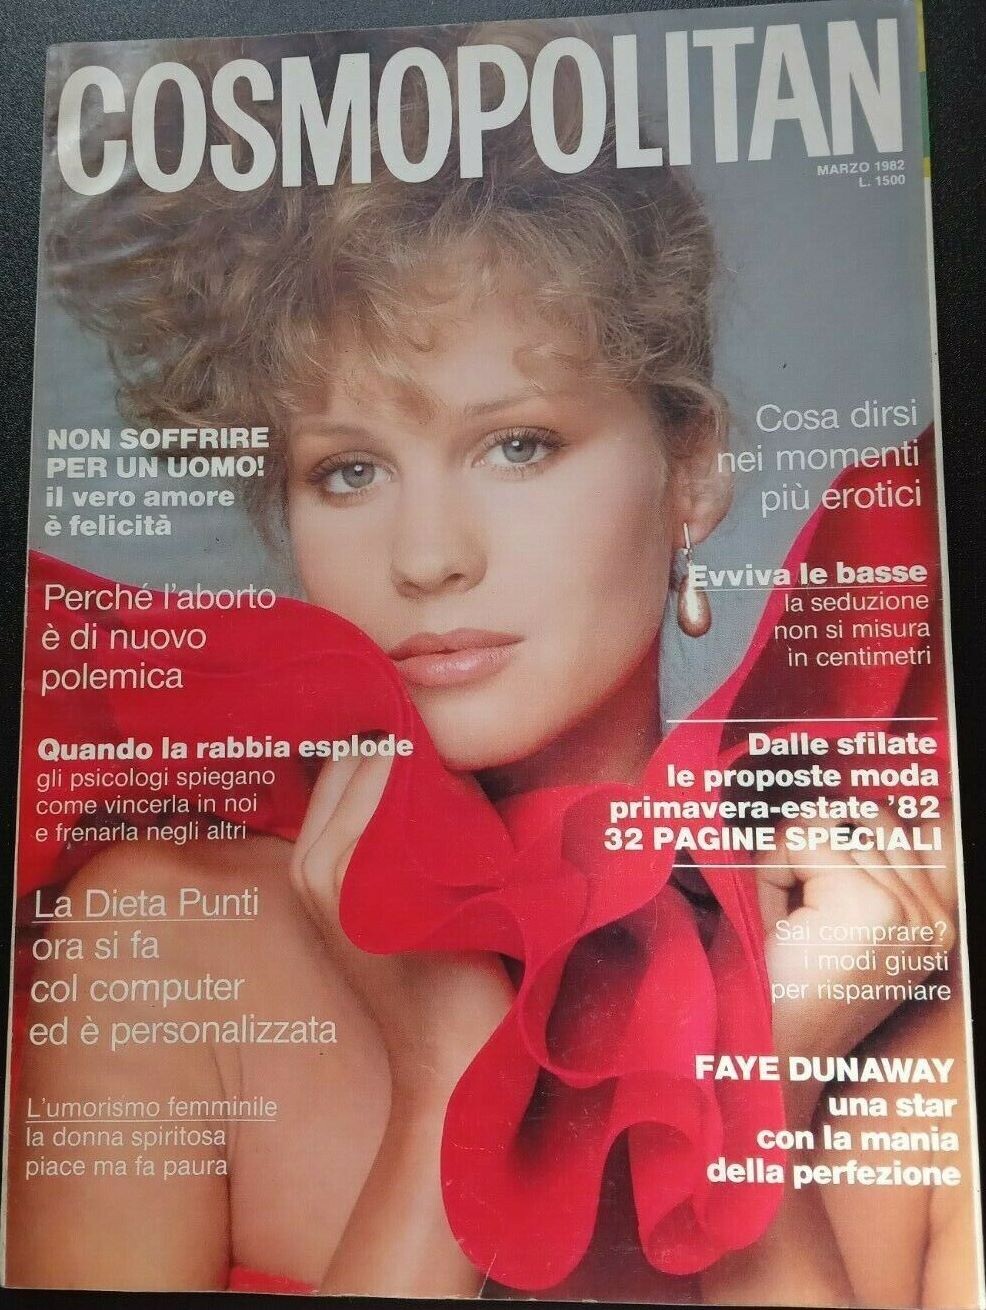 COSMOPOLITAN
MARZO 1982
L. 1500
NON SOFFRIRE
PER UN UOMO!
il vero amore
è felicità
Perché l'aborto
è di nuovo
polemica
Quando la rabbia esplode
gli psicologi spiegano
come vincerla in noi
e frenarla negli altri
La Dieta Punti
ora si fa
col computer
ed è personalizzata
L'umorismo femminile
la donna spiritosa
piace ma fa paura
Cosa dirsi
nei momenti
più erotici
Evviva le basse
la seduzione
non si misura
in centimetri
Dalle sfilate
le proposte moda
primavera-estate '82
32 PAGINE SPECIALI
Sai comprare?
i modi giusti
per risparmiare
FAYE DUNAWAY
una star
con la mania
della perfezione